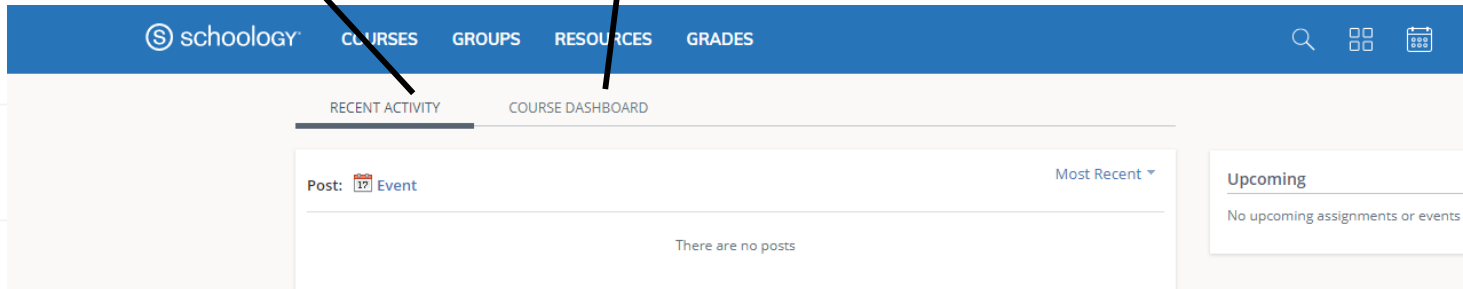 schoology COURSES GROUPS RESOURCES GRADES
RECENT ACTIVITY COURSE DASHBOARD
Post: 17 Event
Most Recent
There are no posts
Upcoming
No upcoming assignments or events